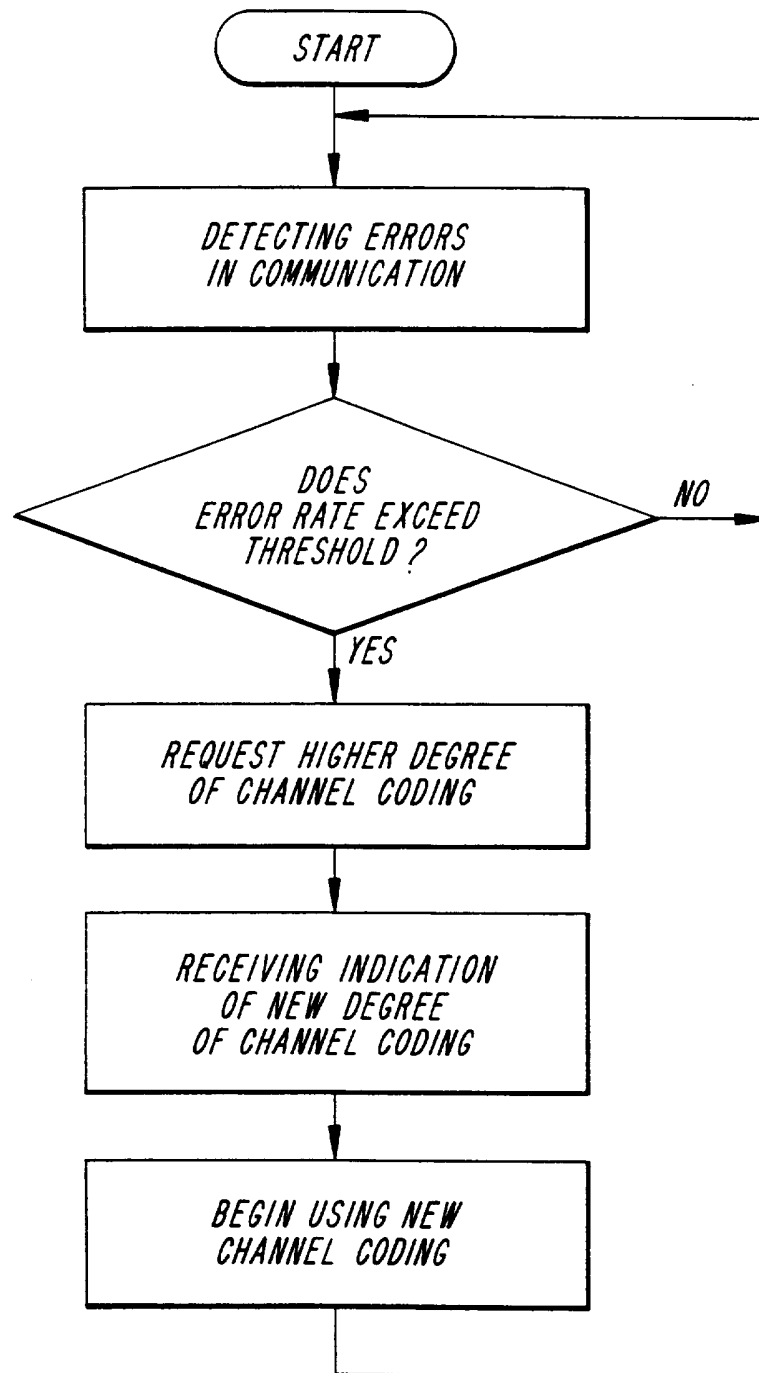 START
DETECTING ERRORS
IN COMMUNICATION
DOES
ERROR RATE EXCEED
THRESHOLD?
NO
YES
REQUEST HIGHER DEGREE
OF CHANNEL CODING
RECEIVING INDICATION
OF NEW DEGREE
OF CHANNEL CODING
BEGIN USING NEW
CHANNEL CODING